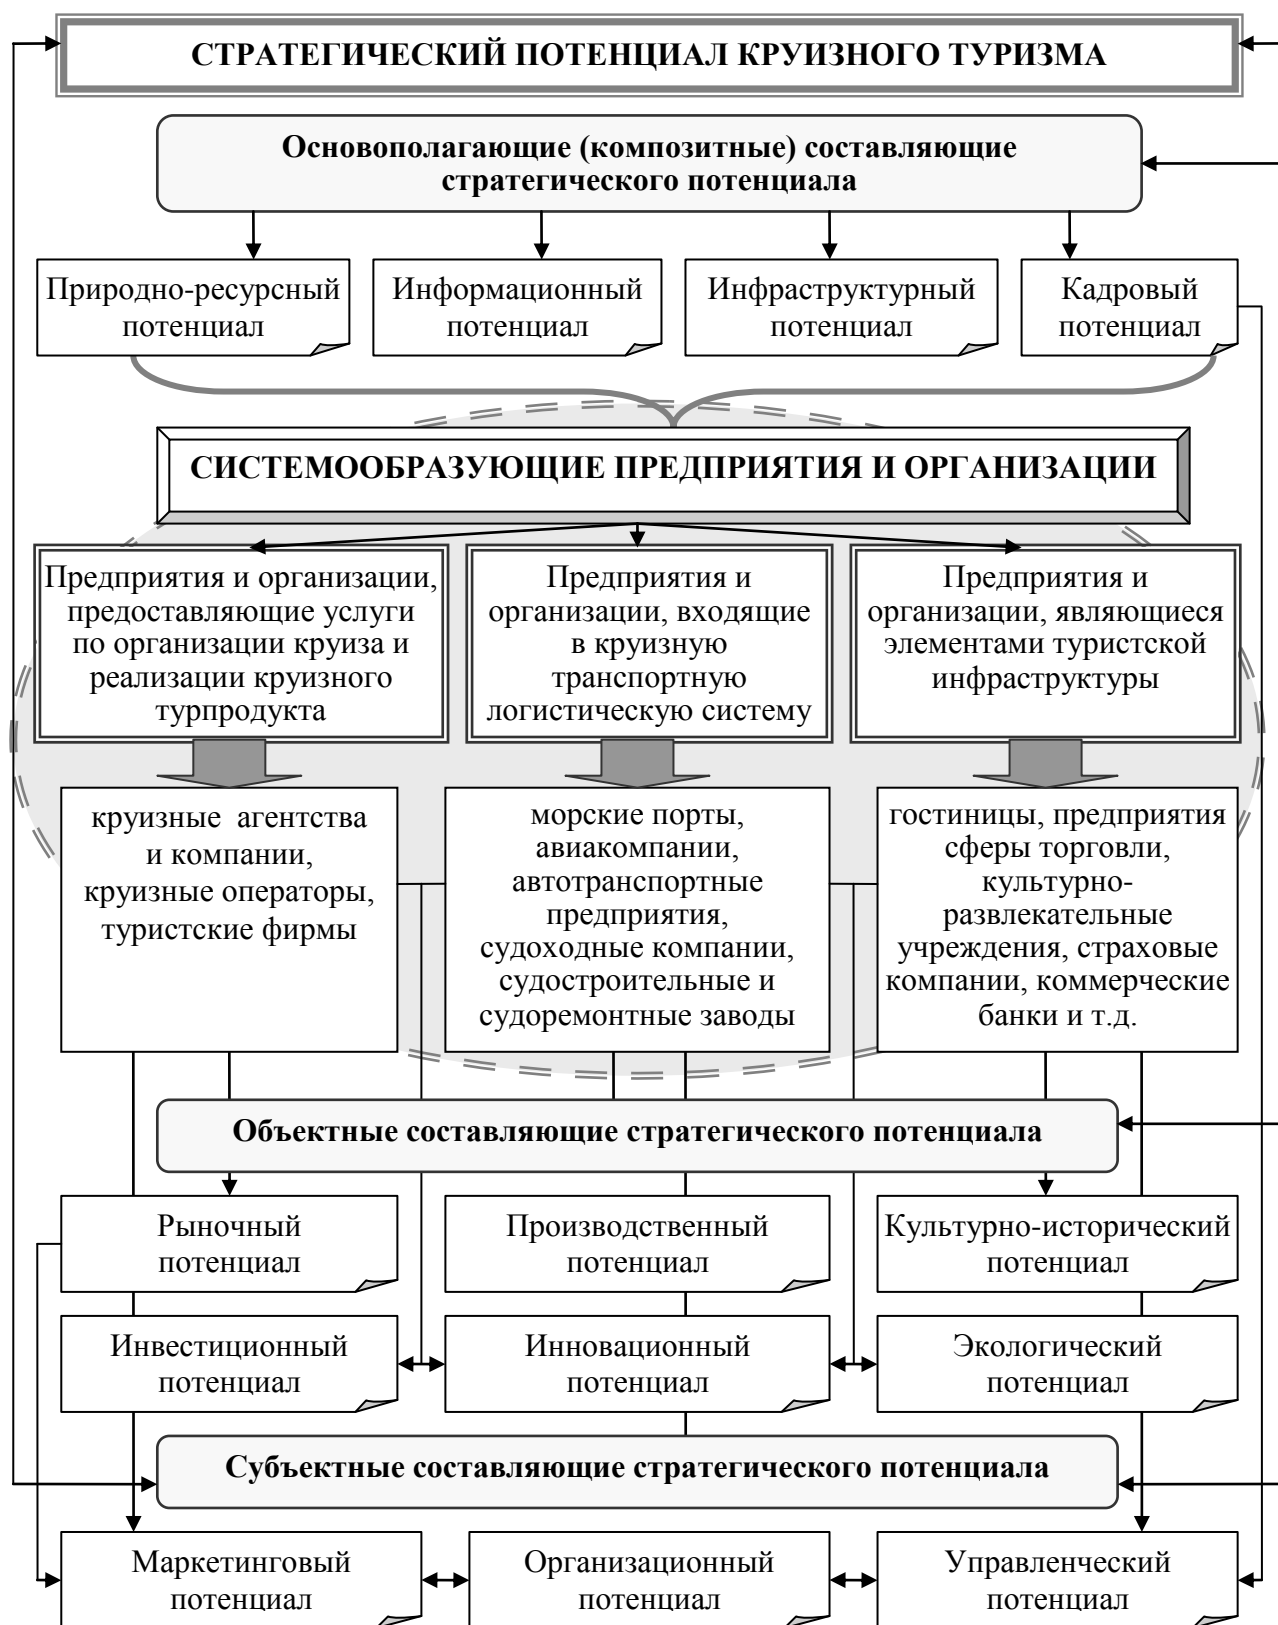 СТРАТЕГИЧЕСКИЙ ПОТЕНЦИАЛ КРУИЗНОГО ТУРИЗМА
Основополагающие (композитные) составляющие
стратегического потенциала
Природно-ресурсный
потенциал
Информационный
потенциал
Инфраструктурный
потенциал
Кадровый
потенциал
СИСТЕМООБРАЗУЮЩИЕ ПРЕДПРИЯТИЯ И ОРГАНИЗАЦИИ
Предприятия и организации,
предоставляющие услуги
по организации круиза и
реализации круизного
турпродукта
Предприятия и
организации, входящие
в круизную
транспортную
логистическую систему
Предприятия и
организации, являющиеся
элементами туристской
инфраструктуры
круизные агентства
и компании,
круизные операторы,
туристские фирмы
морские порты,
авиакомпании,
автотранспортные
предприятия,
судоходные компании,
судостроительные и
судоремонтные заводы
гостиницы, предприятия
сферы торговли,
культурно-
развлекательные
учреждения, страховые
компании, коммерческие
банки и т.д.
Объектные составляющие стратегического потенциала
Рыночный
потенциал
Производственный
потенциал
Культурно-исторический
потенциал
Инвестиционный
потенциал
Инновационный
потенциал
Экологический
потенциал
Субъектные составляющие стратегического потенциала
Маркетинговый
потенциал
Организационный
потенциал
Управленческий
потенциал